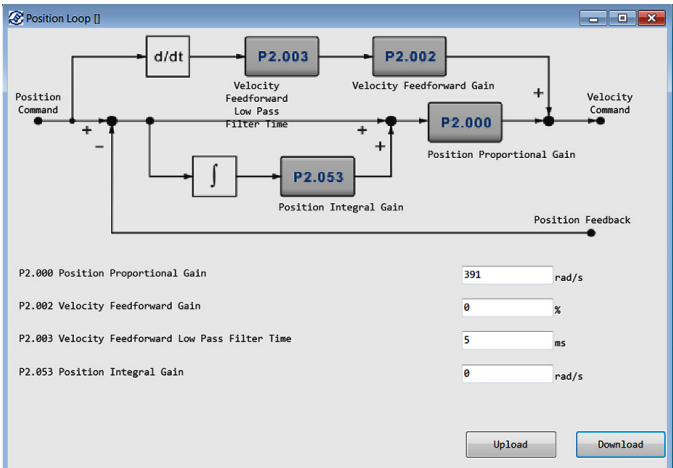 Position Loop []
d/dt
P2.003
P2.002
Velocity
Feedforward
Low Pass
Filter Time
Velocity Feedforward Gain
Position
Command
+
−
+
+
P2.000
+
Velocity
Command
Position Proportional Gain
∫
P2.053
Position Integral Gain
Position Feedback
P2.000 Position Proportional Gain 391 rad/s
P2.002 Velocity Feedforward Gain 0 %
P2.003 Velocity Feedforward Low Pass Filter Time 5 ms
P2.053 Position Integral Gain 0 rad/s
Upload Download